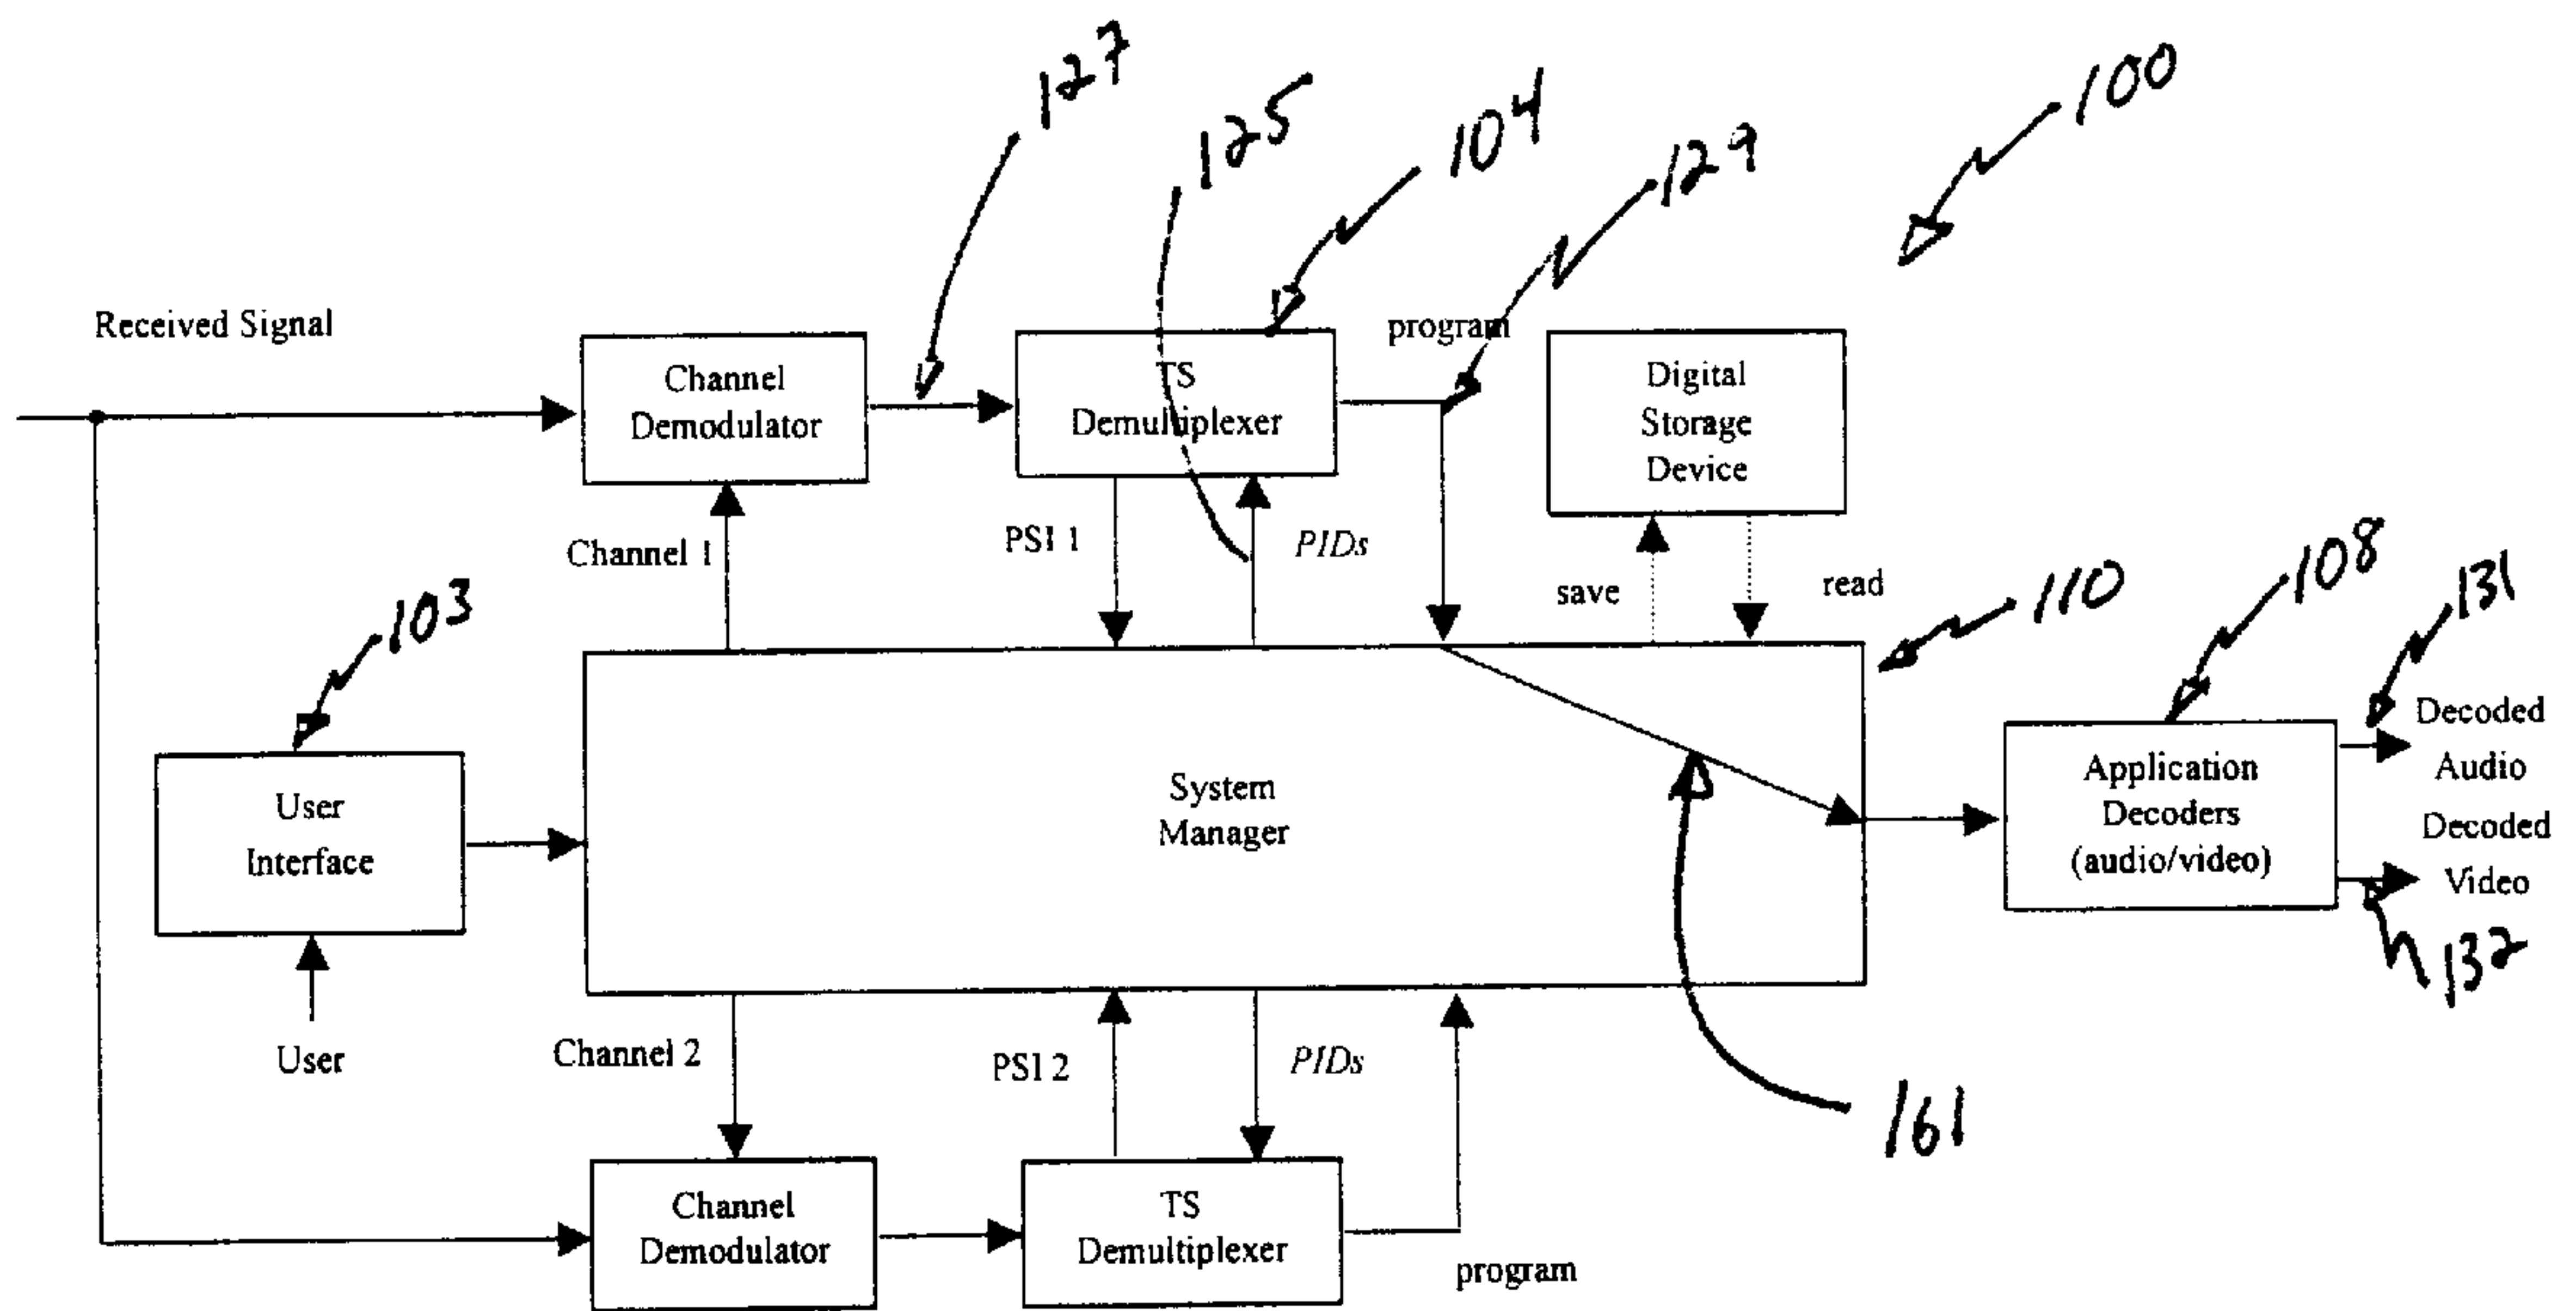 127
125
104
129
100
Received Signal
Channel
Demodulator
TS
Demultiplexer
program
Digital
Storage
Device
Channel 1
PSI 1
PIDs
save
read
103
110
108
131
User
Interface
System
Manager
Application
Decoders
(audio/video)
Decoded
Audio
Decoded
Video
132
User
Channel 2
PSI 2
PIDs
161
Channel
Demodulator
TS
Demultiplexer
program